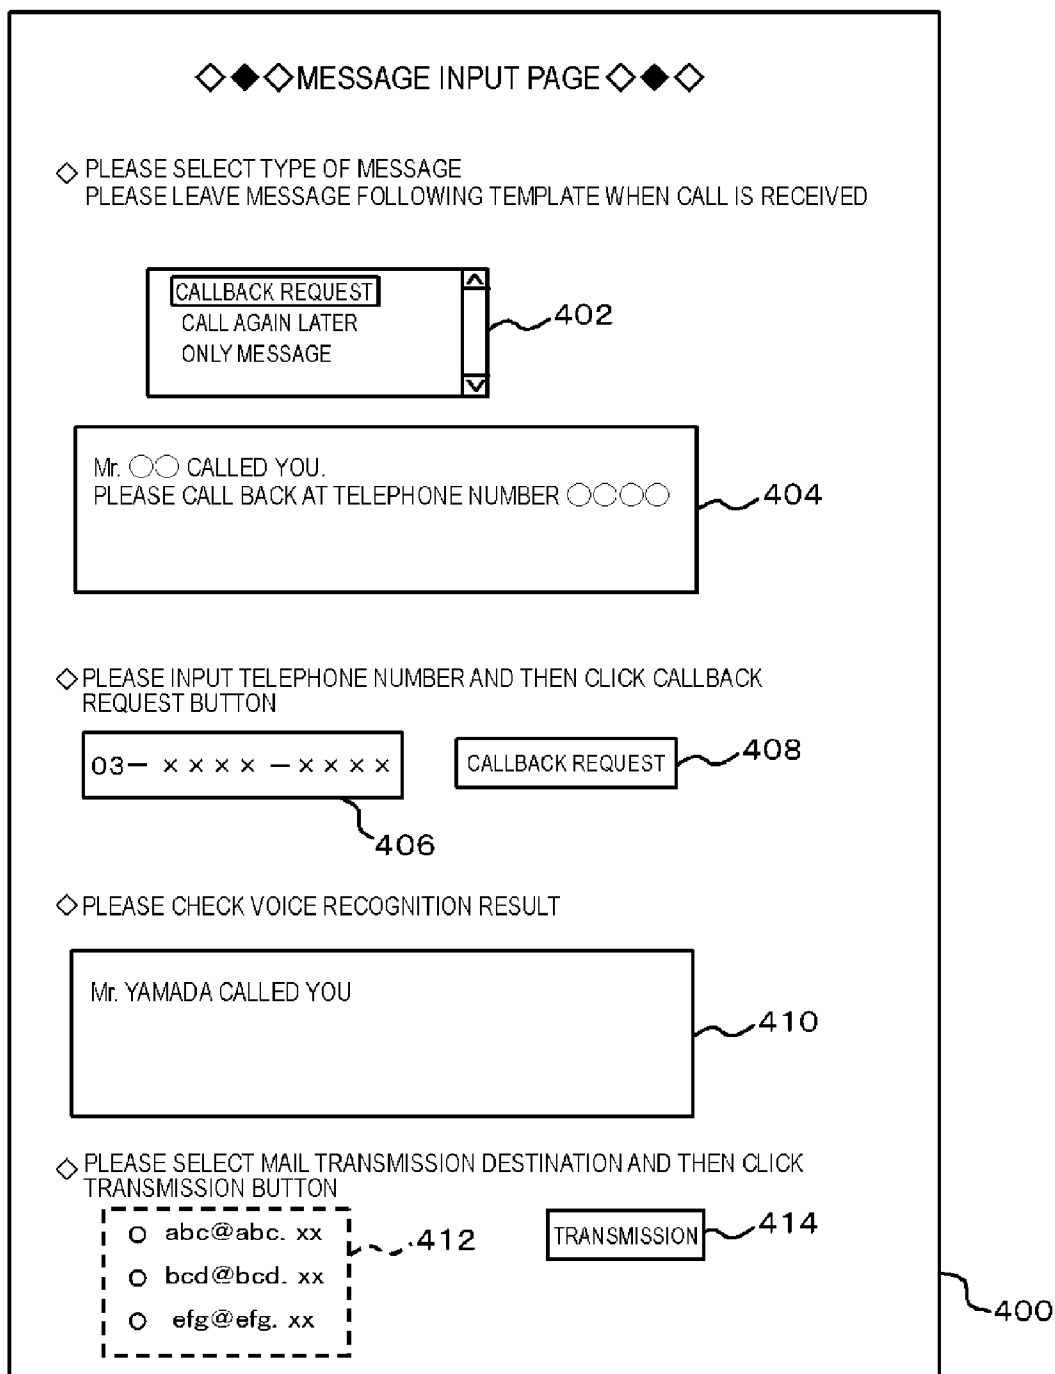 ◇◆◇MESSAGE INPUT PAGE◇◆◇
◇ PLEASE SELECT TYPE OF MESSAGE
PLEASE LEAVE MESSAGE FOLLOWING TEMPLATE WHEN CALL IS RECEIVED
CALLBACK REQUEST
CALL AGAIN LATER
ONLY MESSAGE
402
Mr. ○○ CALLED YOU.
PLEASE CALL BACK AT TELEPHONE NUMBER ○○○○
404
◇ PLEASE INPUT TELEPHONE NUMBER AND THEN CLICK CALLBACK
REQUEST BUTTON
03－××××－××××
406
CALLBACK REQUEST
408
◇ PLEASE CHECK VOICE RECOGNITION RESULT
Mr. YAMADA CALLED YOU
410
◇ PLEASE SELECT MAIL TRANSMISSION DESTINATION AND THEN CLICK
TRANSMISSION BUTTON
○ abc@abc. xx
○ bcd@bcd. xx
○ efg@efg. xx
412
TRANSMISSION
414
400